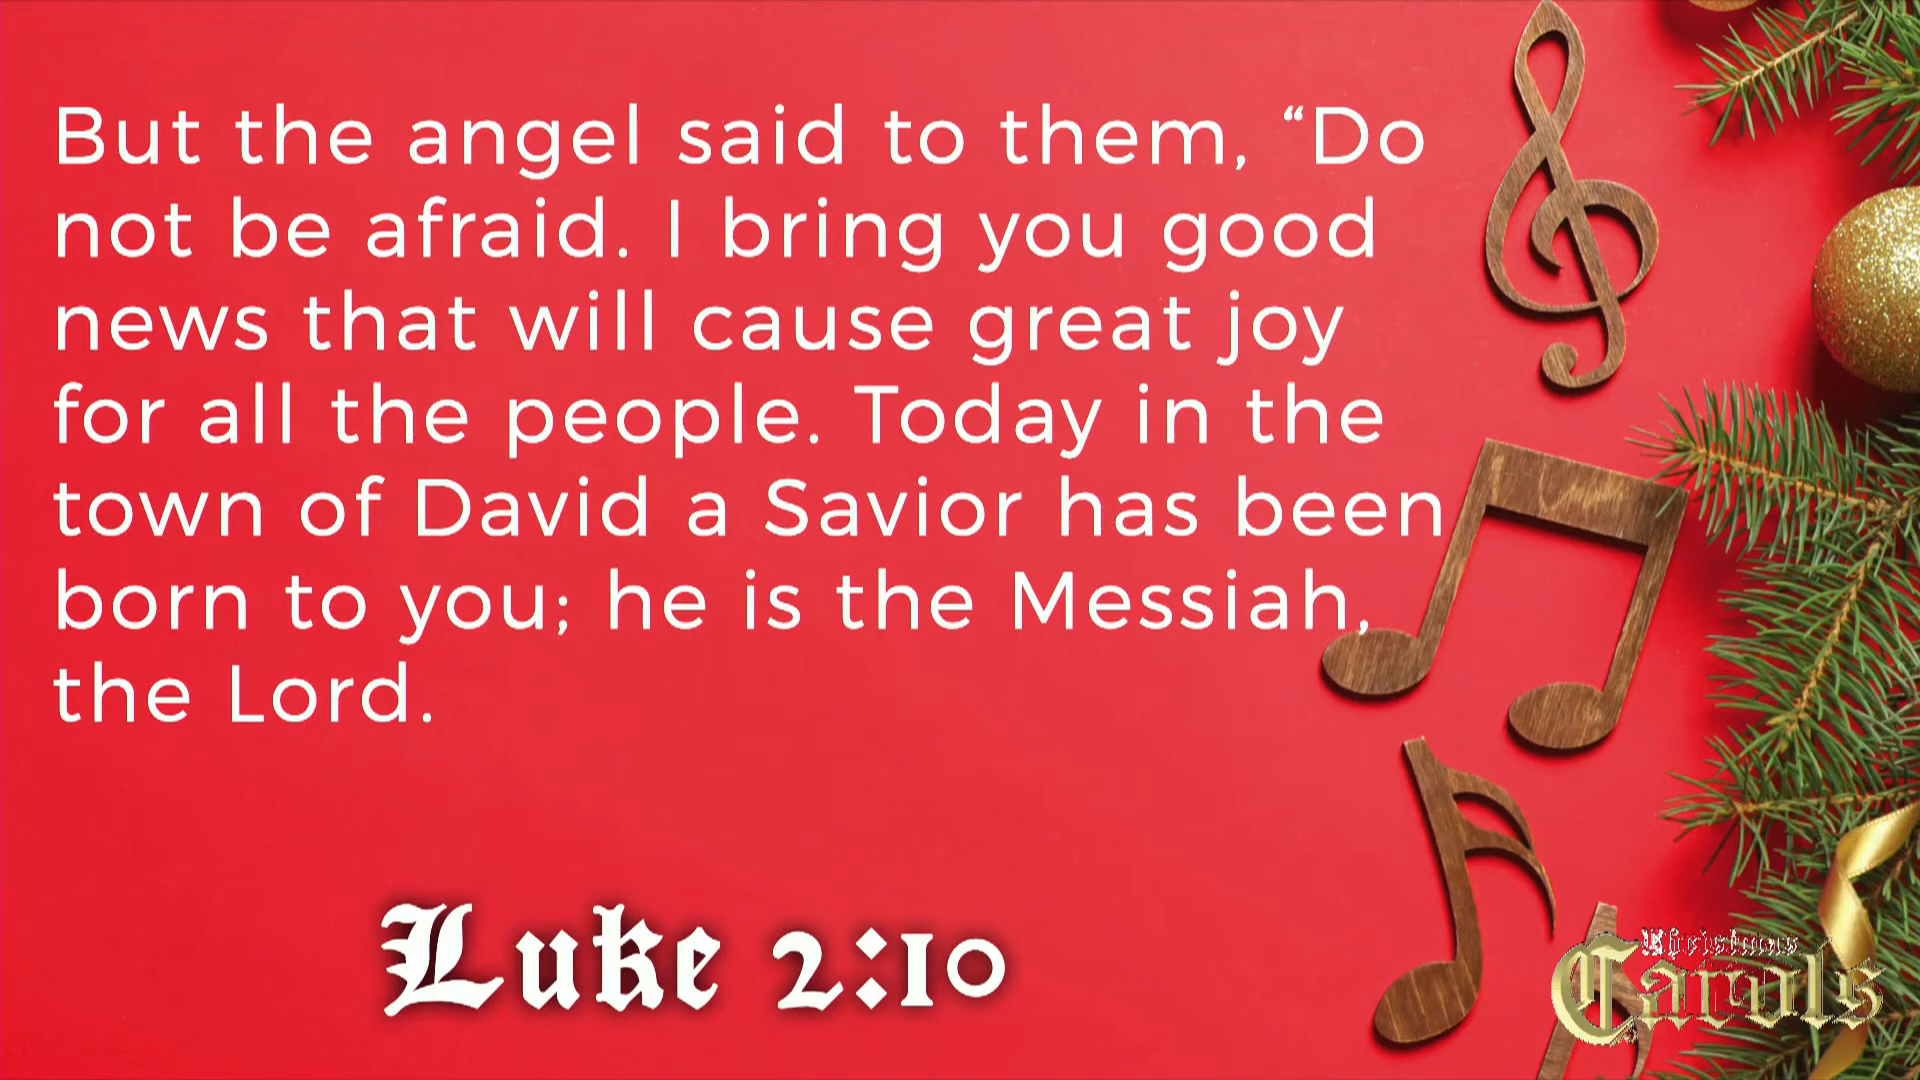 But the angel said to them, “Do
not be afraid. I bring you good
news that will cause great joy
for all the people. Today in the
town of David a Savior has been
born to you; he is the Messiah,
the Lord.
Luke 2:10
Christmas
Carols